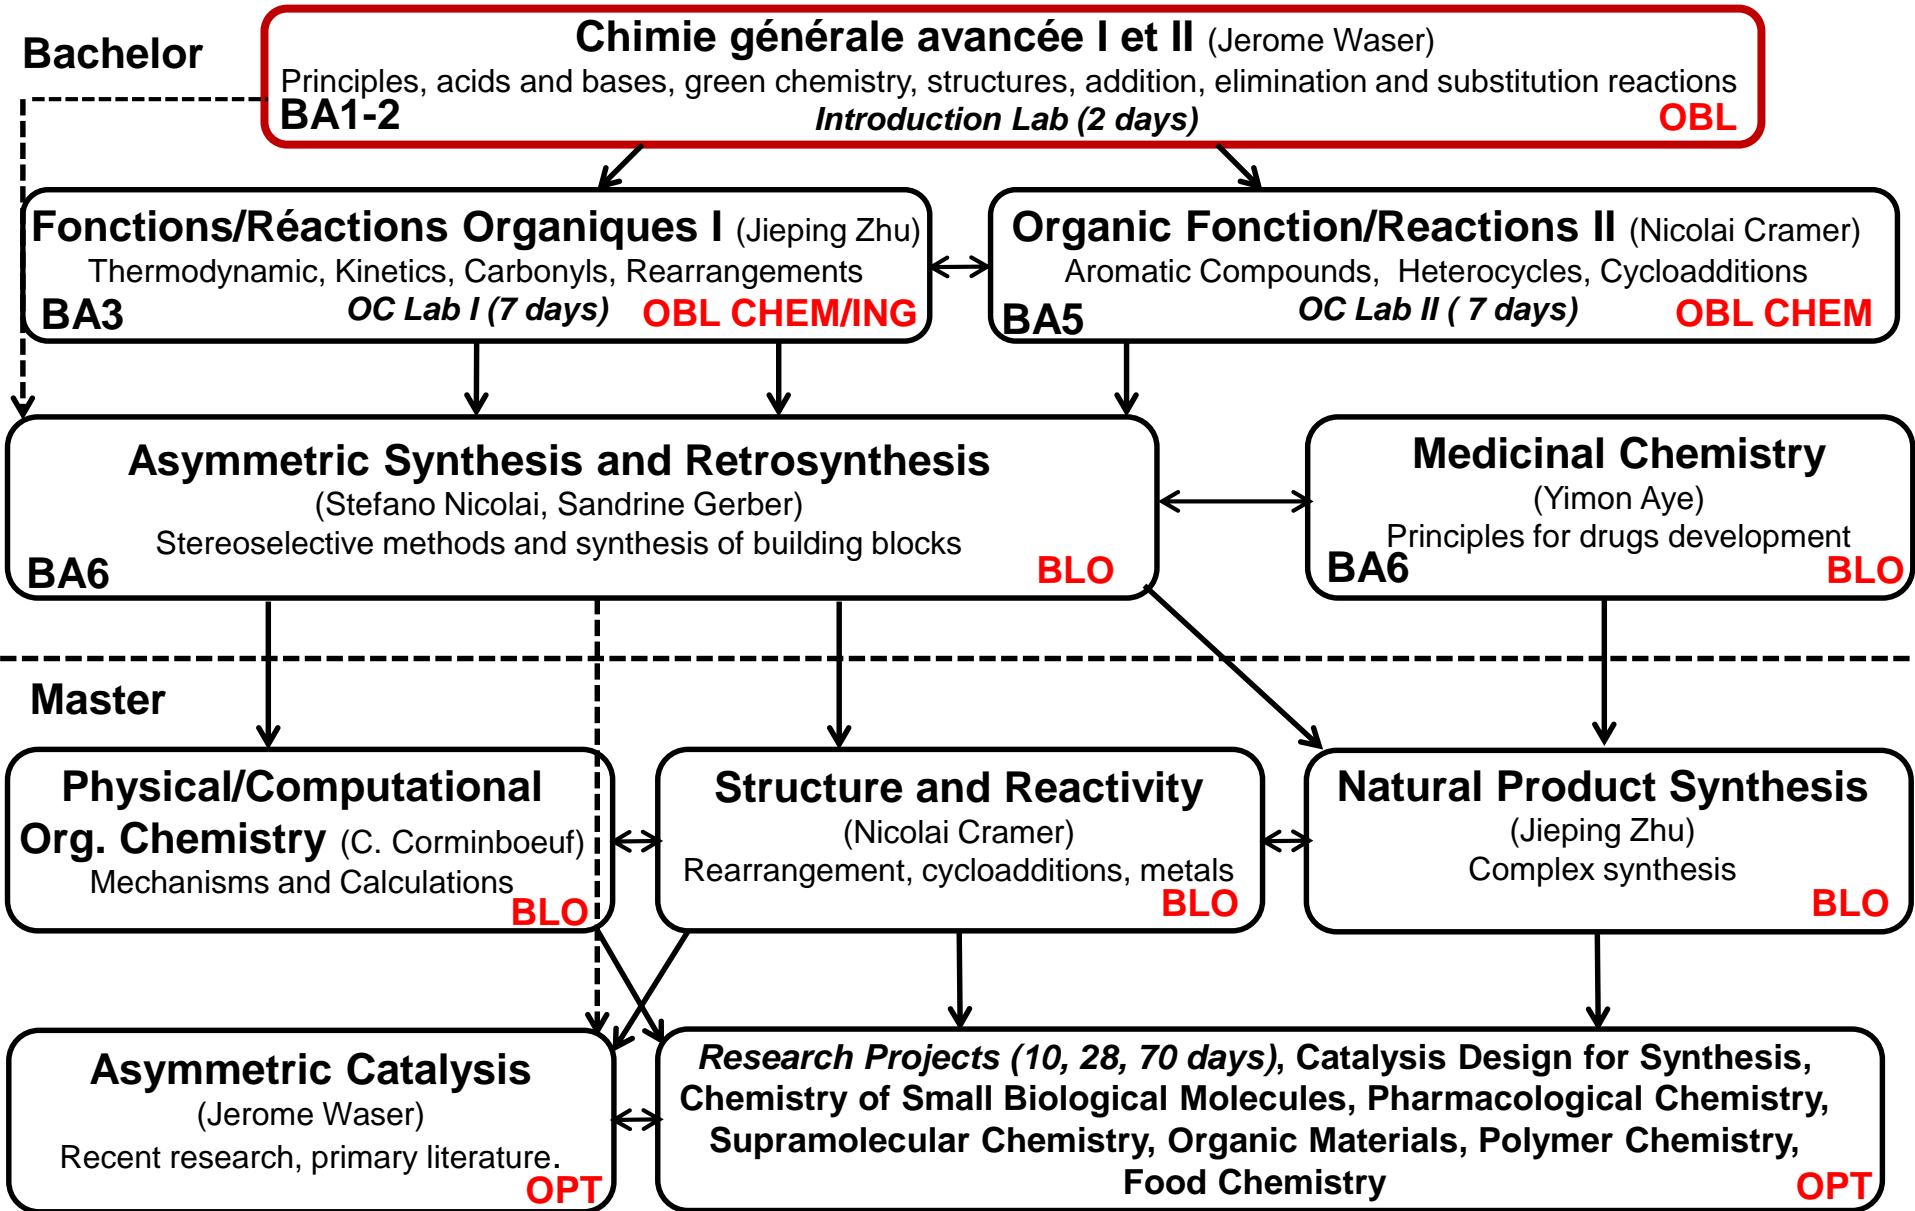 Bachelor
Chimie générale avancée I et II (Jerome Waser)
Principles, acids and bases, green chemistry, structures, addition, elimination and substitution reactions
BA1-2
Introduction Lab (2 days)
OBL
Fonctions/Réactions Organiques I (Jieping Zhu)
Thermodynamic, Kinetics, Carbonyls, Rearrangements
BA3
OC Lab I (7 days)
OBL CHEM/ING
Organic Fonction/Reactions II (Nicolai Cramer)
Aromatic Compounds, Heterocycles, Cycloadditions
BA5
OC Lab II ( 7 days)
OBL CHEM
Asymmetric Synthesis and Retrosynthesis
(Stefano Nicolai, Sandrine Gerber)
Stereoselective methods and synthesis of building blocks
BA6
BLO
Medicinal Chemistry
(Yimon Aye)
Principles for drugs development
BA6
BLO
Master
Physical/Computational
Org. Chemistry (C. Corminboeuf)
Mechanisms and Calculations
BLO
Structure and Reactivity
(Nicolai Cramer)
Rearrangement, cycloadditions, metals
BLO
Natural Product Synthesis
(Jieping Zhu)
Complex synthesis
BLO
Asymmetric Catalysis
(Jerome Waser)
Recent research, primary literature.
OPT
Research Projects (10, 28, 70 days), Catalysis Design for Synthesis,
Chemistry of Small Biological Molecules, Pharmacological Chemistry,
Supramolecular Chemistry, Organic Materials, Polymer Chemistry,
Food Chemistry
OPT